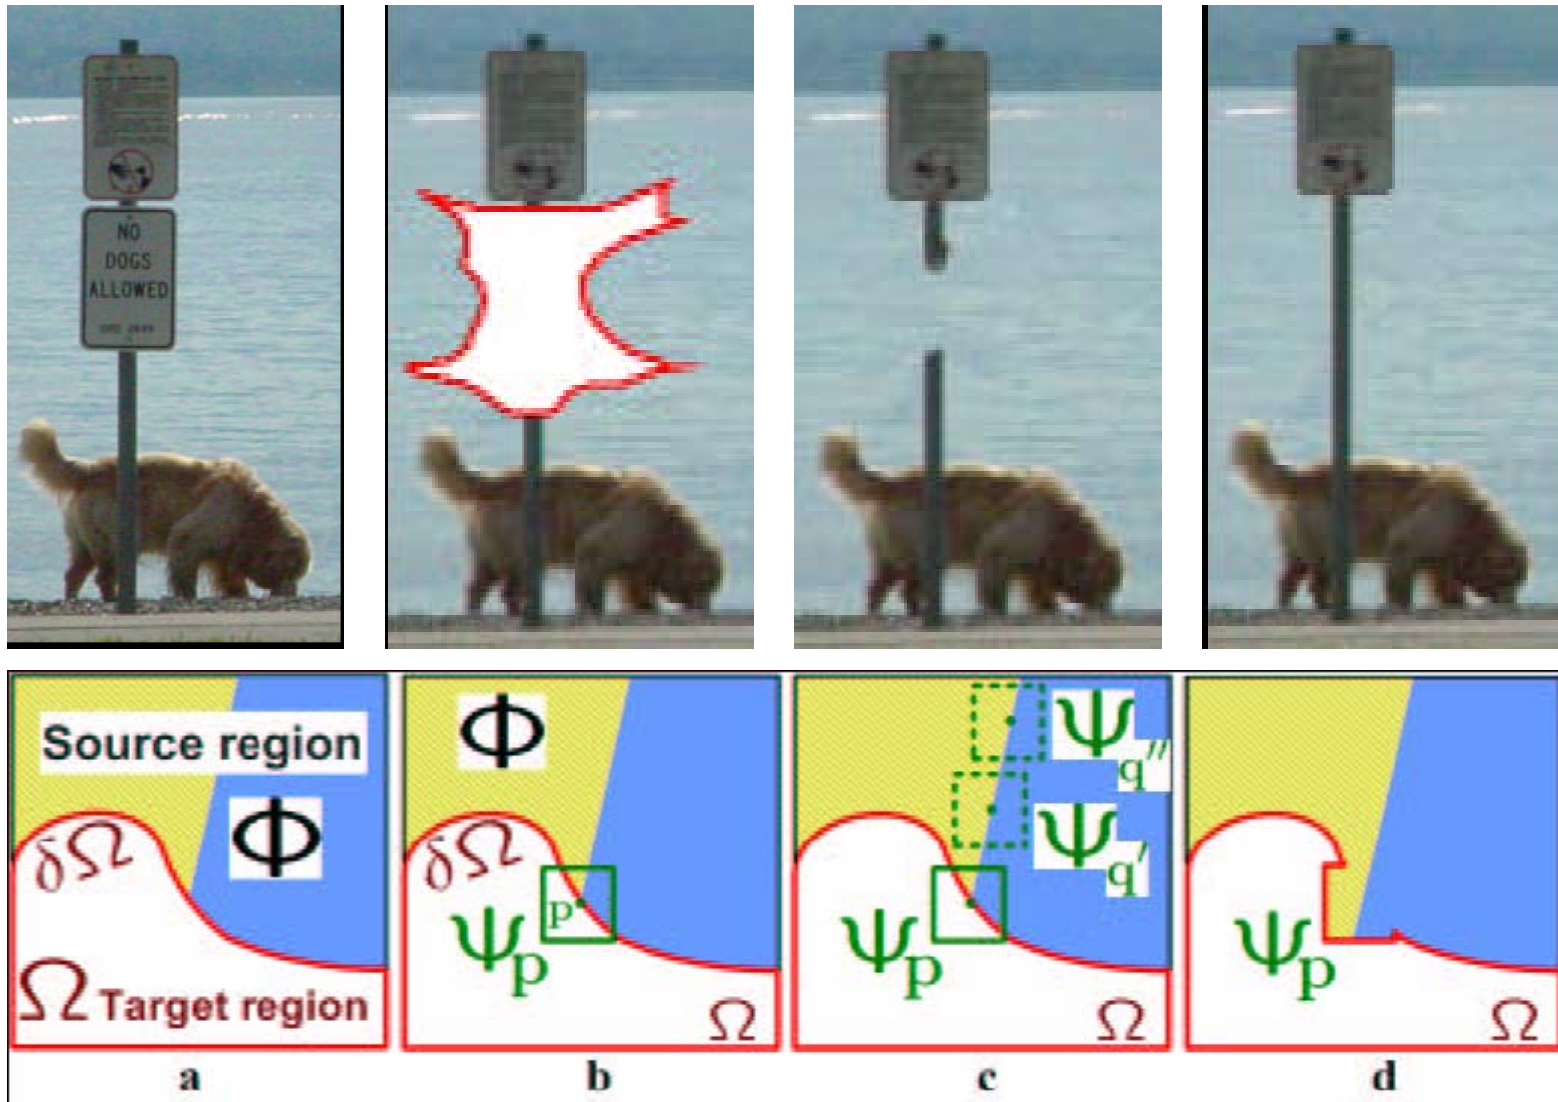 NO
DOGS
ALLOWED
Source region
Φ
δΩ
Φ
Ω Target region
δΩ
p
Ψp
Ω
Ψq″
Ψq′
Ψp
Ω
Ψp
Ω
a b c d